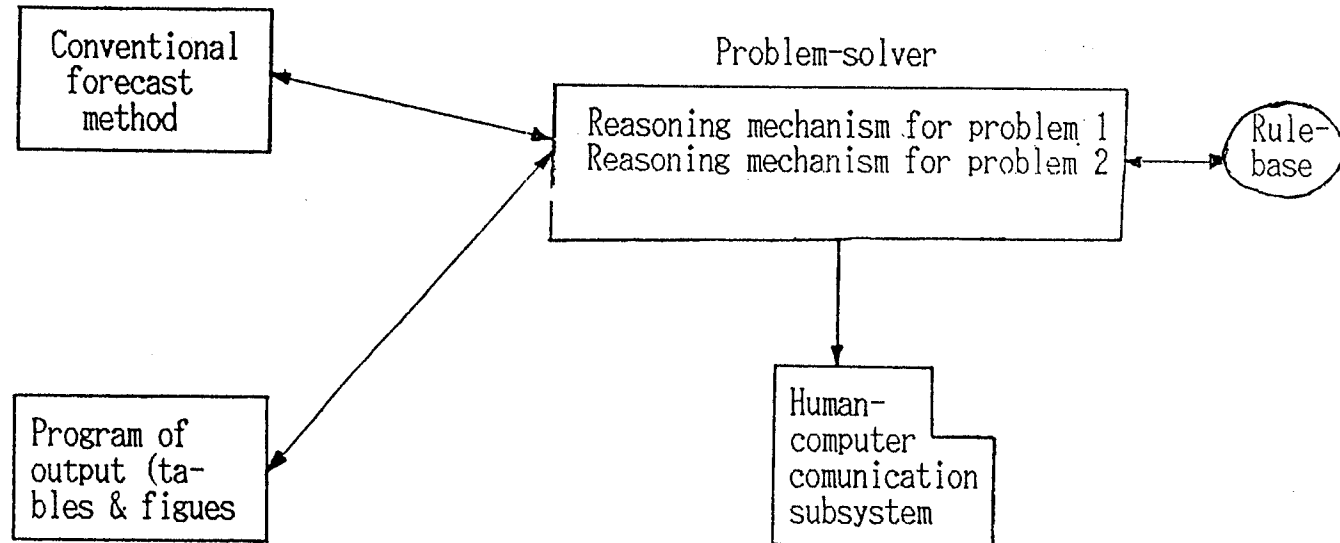 Conventional
forecast
method
Problem-solver
Reasoning mechanism for problem 1
Reasoning mechanism for problem 2
Rule-
base
Program of
output (ta-
bles & figues
Human-
computer
comunication
subsystem